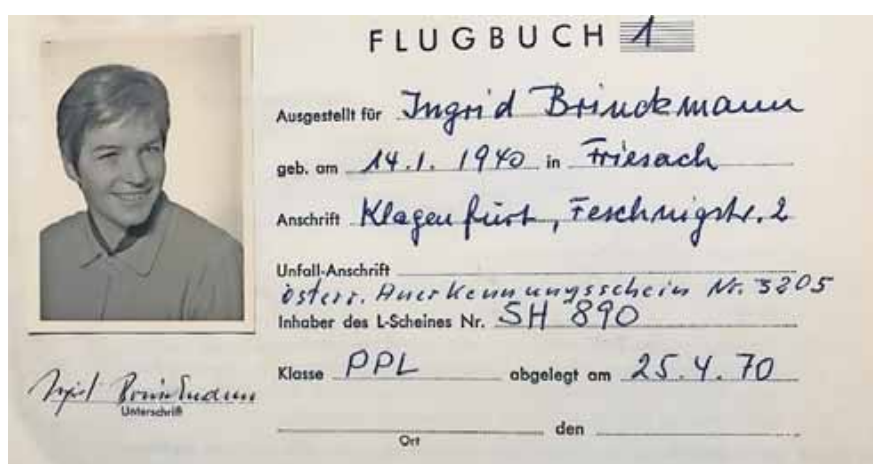 FLUGBUCH 1
Ausgestellt für Ingrid Brinckmann
geb. am 14.1.1940 in Friesach
Anschrift Klagenfurt, Feschnigstr. 2
Unfall-Anschrift
österr. Anerkennungsschein Nr. 3205
Inhaber des L-Scheines Nr. SH 890
Klasse PPL abgelegt am 25.4.70
Ingrid Brinckmann
Unterschrift
Ort den